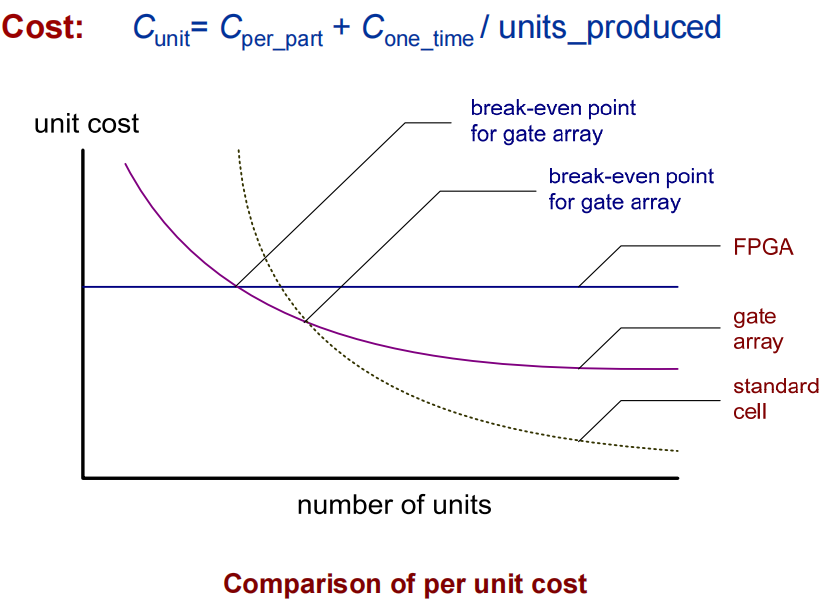 Cost: Cunit= Cper_part + Cone_time / units_produced
unit cost
break-even point
for gate array
break-even point
for gate array
FPGA
gate
array
standard
cell
number of units
Comparison of per unit cost